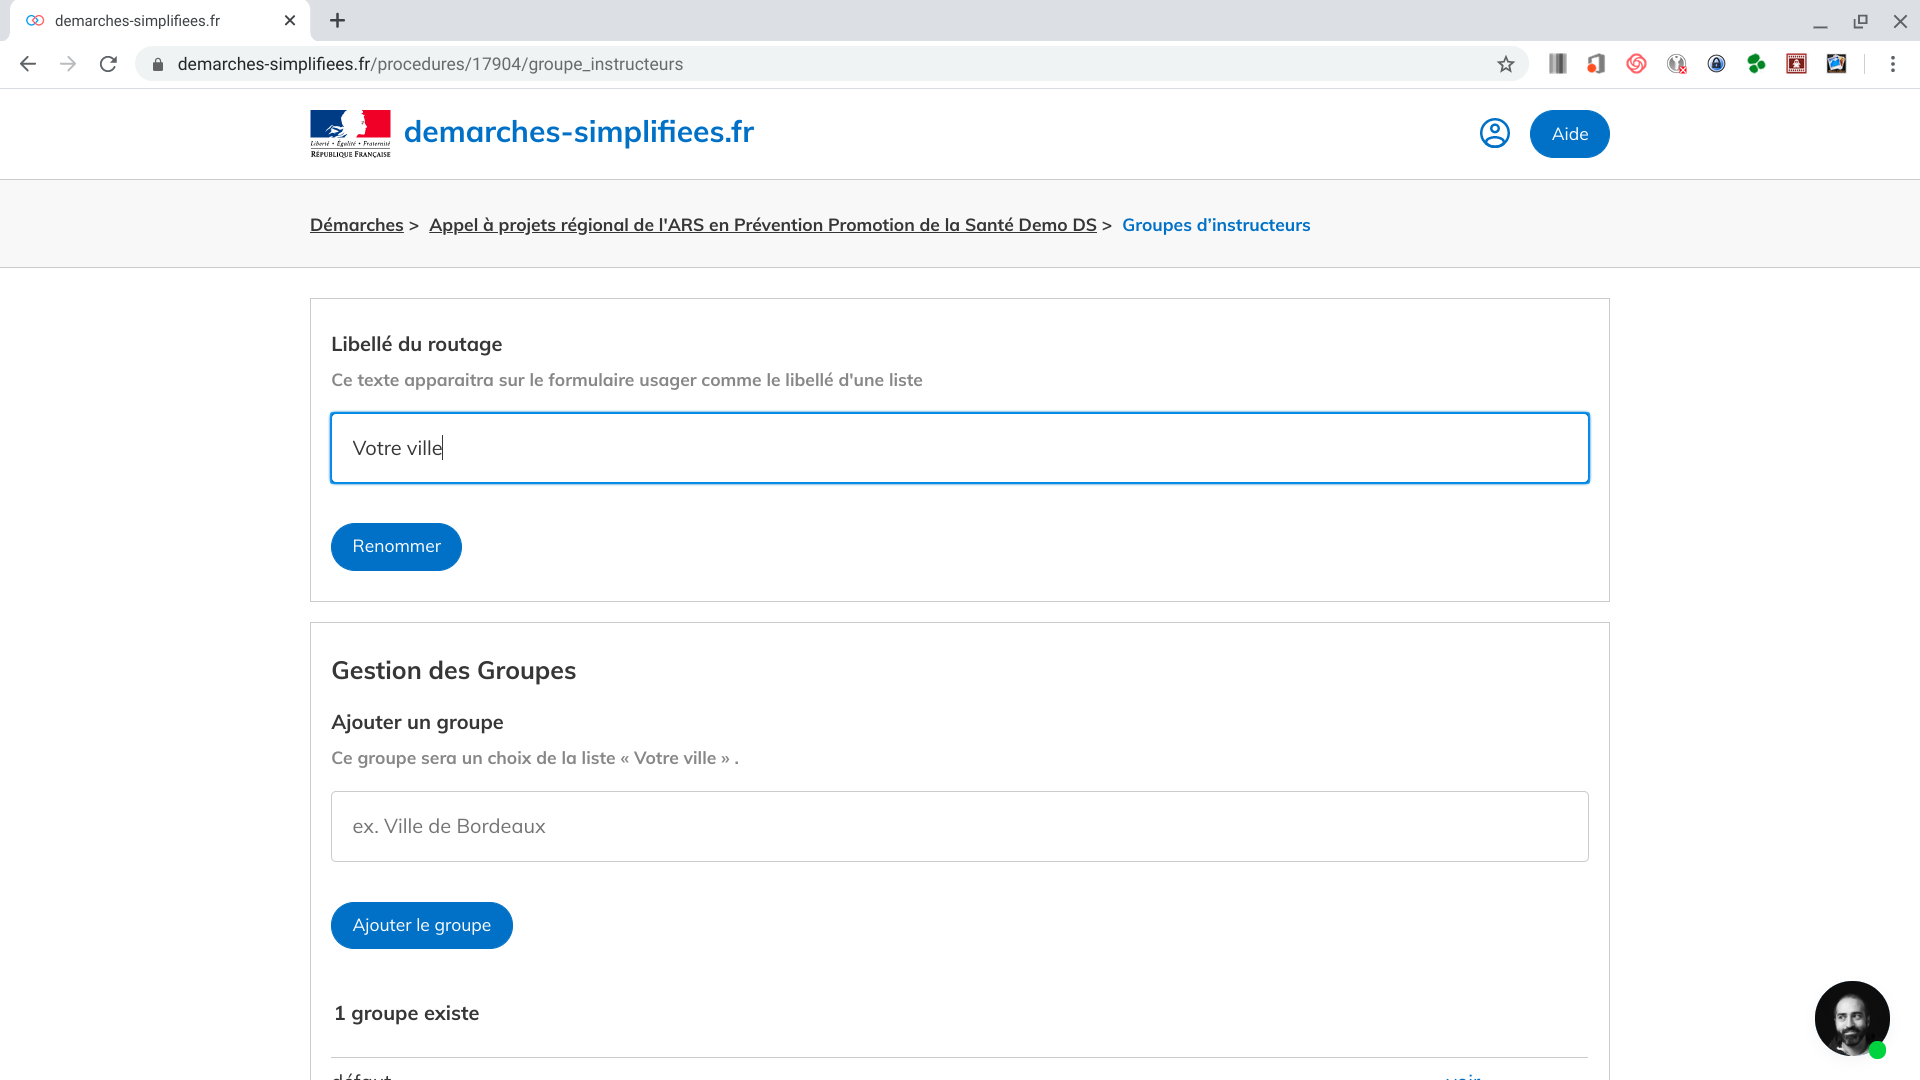 demarches-simplifiees.fr
demarches-simplifiees.fr/procedures/17904/groupe_instructeurs
Liberté • Égalité • Fraternité
RÉPUBLIQUE FRANÇAISE
demarches-simplifiees.fr
Aide
Démarches > Appel à projets régional de l'ARS en Prévention Promotion de la Santé Demo DS > Groupes d’instructeurs
Libellé du routage
Ce texte apparaitra sur le formulaire usager comme le libellé d'une liste
Votre ville
Renommer
Gestion des Groupes
Ajouter un groupe
Ce groupe sera un choix de la liste « Votre ville » .
ex. Ville de Bordeaux
Ajouter le groupe
1 groupe existe
défaut voir